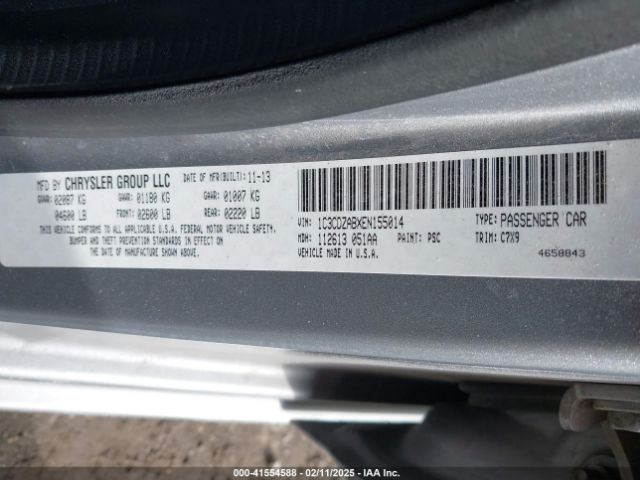 MFD BY CHRYSLER GROUP LLC DATE OF MFR(BUILT): 11-13
GVWR: 02087 KG GAWR: 01180 KG GAWR: 01007 KG
04600 LB FRONT: 02600 LB REAR: 02220 LB
THIS VEHICLE CONFORMS TO ALL APPLICABLE U.S.A. FEDERAL MOTOR VEHICLE SAFETY,
BUMPER AND THEFT PREVENTION STANDARDS IN EFFECT ON
THE DATE OF MANUFACTURE SHOWN ABOVE.
VIN: 1C3CDZABXEN155014 TYPE: PASSENGER CAR
MDH: 112613 051AA PAINT: PSC TRIM: C7X9
VEHICLE MADE IN U.S.A. 4658843
000-41554588 - 02/11/2025 - IAA Inc.